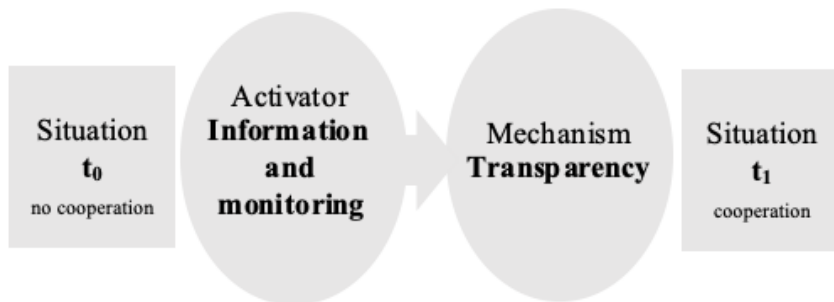 Situation
t₀
no cooperation
Activator
Information
and
monitoring
Mechanism
Transparency
Situation
t₁
cooperation